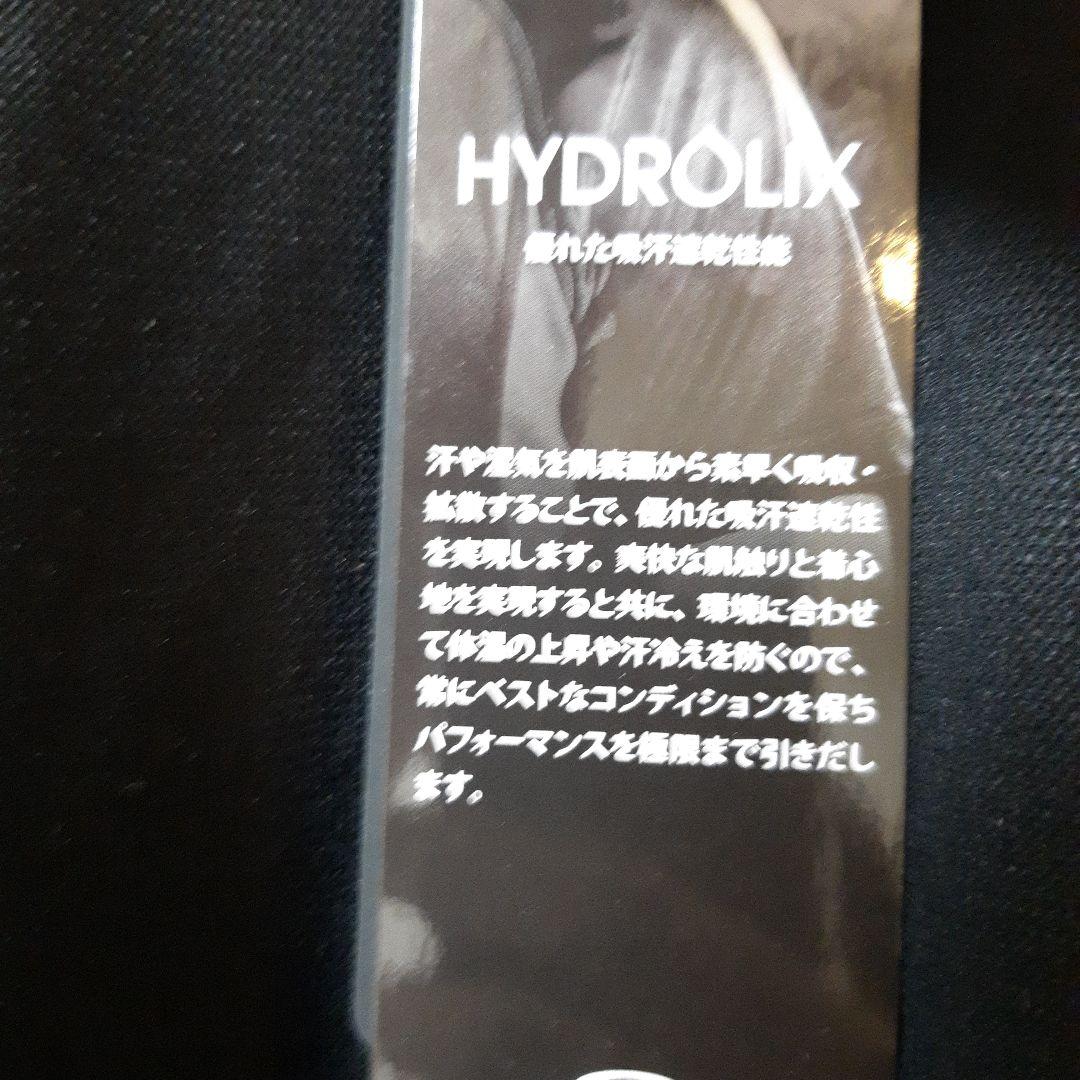 HYDROLIX
優れた吸汗速乾性能
汗や湿気を肌表面から素早く吸収・
拡散することで、優れた吸汗速乾性
を実現します。爽快な肌触りと着心
地を実現すると共に、環境に合わせ
て体温の上昇や汗冷えを防ぐので、
常にベストなコンディションを保ち
パフォーマンスを極限まで引きだし
ます。